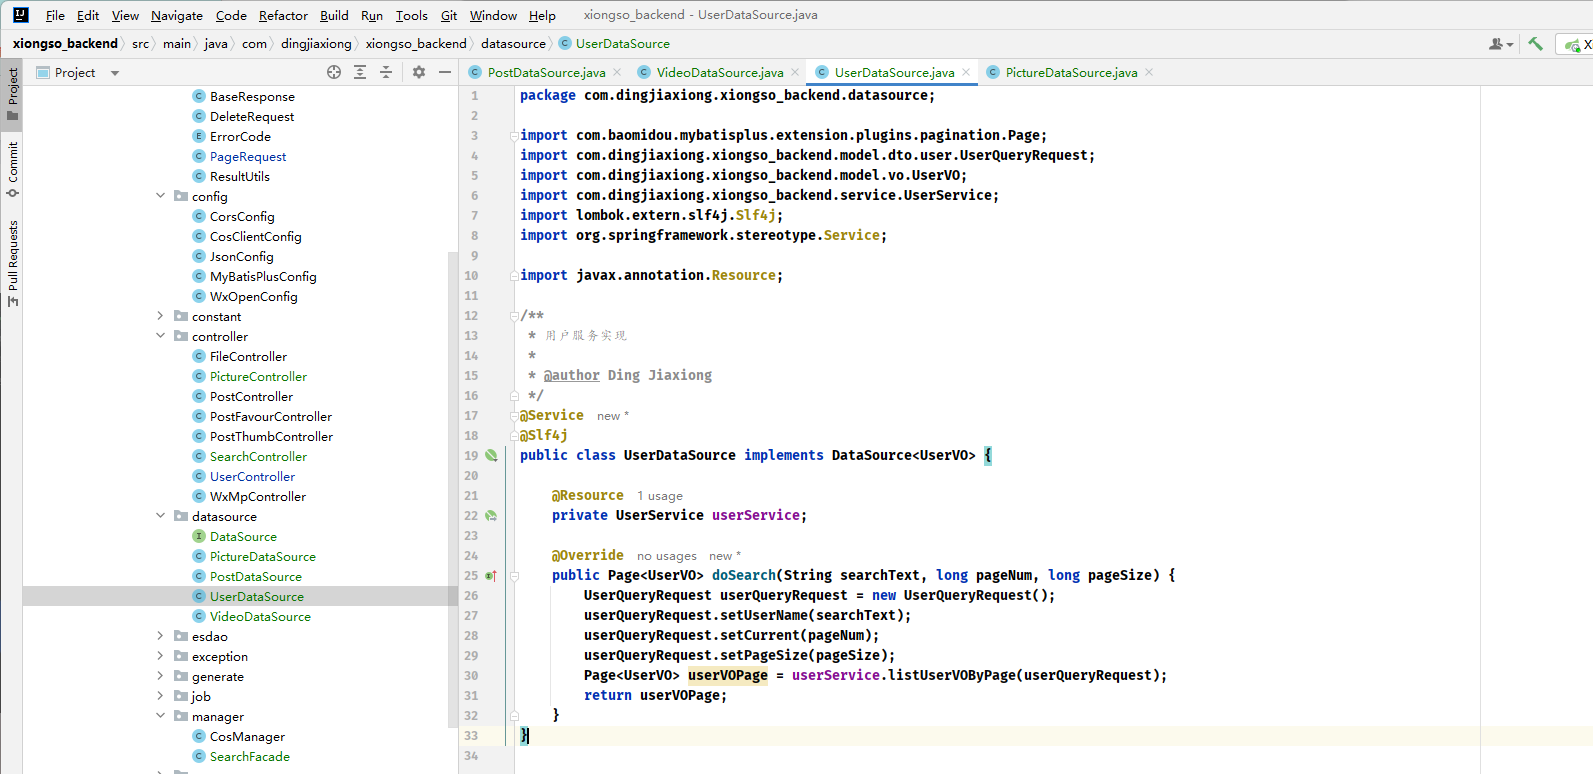 File Edit View Navigate Code Refactor Build Run Tools Git Window Help xiongso_backend - UserDataSource.java
xiongso_backend src main java com dingjiaxiong xiongso_backend datasource UserDataSource
Project
PostDataSource.java VideoDataSource.java UserDataSource.java PictureDataSource.java
Project
Commit
Pull Requests
BaseResponse
DeleteRequest
ErrorCode
PageRequest
ResultUtils
config
CorsConfig
CosClientConfig
JsonConfig
MyBatisPlusConfig
WxOpenConfig
constant
controller
FileController
PictureController
PostController
PostFavourController
PostThumbController
SearchController
UserController
WxMpController
datasource
DataSource
PictureDataSource
PostDataSource
UserDataSource
VideoDataSource
esdao
exception
generate
job
manager
CosManager
SearchFacade
1 package com.dingjiaxiong.xiongso_backend.datasource;
2
3 import com.baomidou.mybatisplus.extension.plugins.pagination.Page;
4 import com.dingjiaxiong.xiongso_backend.model.dto.user.UserQueryRequest;
5 import com.dingjiaxiong.xiongso_backend.model.vo.UserVO;
6 import com.dingjiaxiong.xiongso_backend.service.UserService;
7 import lombok.extern.slf4j.Slf4j;
8 import org.springframework.stereotype.Service;
9
10 import javax.annotation.Resource;
11
12 /**
13 * 用户服务实现
14 *
15 * @author Ding Jiaxiong
16 */
17 @Service new *
18 @Slf4j
19 public class UserDataSource implements DataSource<UserVO> {
20
21 @Resource 1 usage
22 private UserService userService;
23
24 @Override no usages new *
25 public Page<UserVO> doSearch(String searchText, long pageNum, long pageSize) {
26 UserQueryRequest userQueryRequest = new UserQueryRequest();
27 userQueryRequest.setUserName(searchText);
28 userQueryRequest.setCurrent(pageNum);
29 userQueryRequest.setPageSize(pageSize);
30 Page<UserVO> userVOPage = userService.listUserVOByPage(userQueryRequest);
31 return userVOPage;
32 }
33 }
34